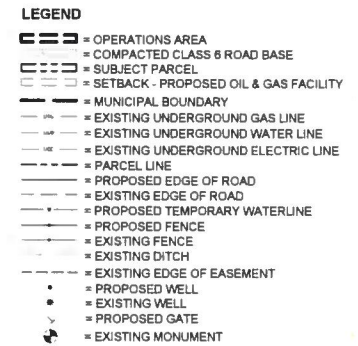 LEGEND
= OPERATIONS AREA
= COMPACTED CLASS 6 ROAD BASE
= SUBJECT PARCEL
= SETBACK - PROPOSED OIL & GAS FACILITY
= MUNICIPAL BOUNDARY
= EXISTING UNDERGROUND GAS LINE
= EXISTING UNDERGROUND WATER LINE
= EXISTING UNDERGROUND ELECTRIC LINE
= PARCEL LINE
= PROPOSED EDGE OF ROAD
= EXISTING EDGE OF ROAD
= PROPOSED TEMPORARY WATERLINE
= PROPOSED FENCE
= EXISTING FENCE
= EXISTING DITCH
= EXISTING EDGE OF EASEMENT
= PROPOSED WELL
= EXISTING WELL
= PROPOSED GATE
= EXISTING MONUMENT